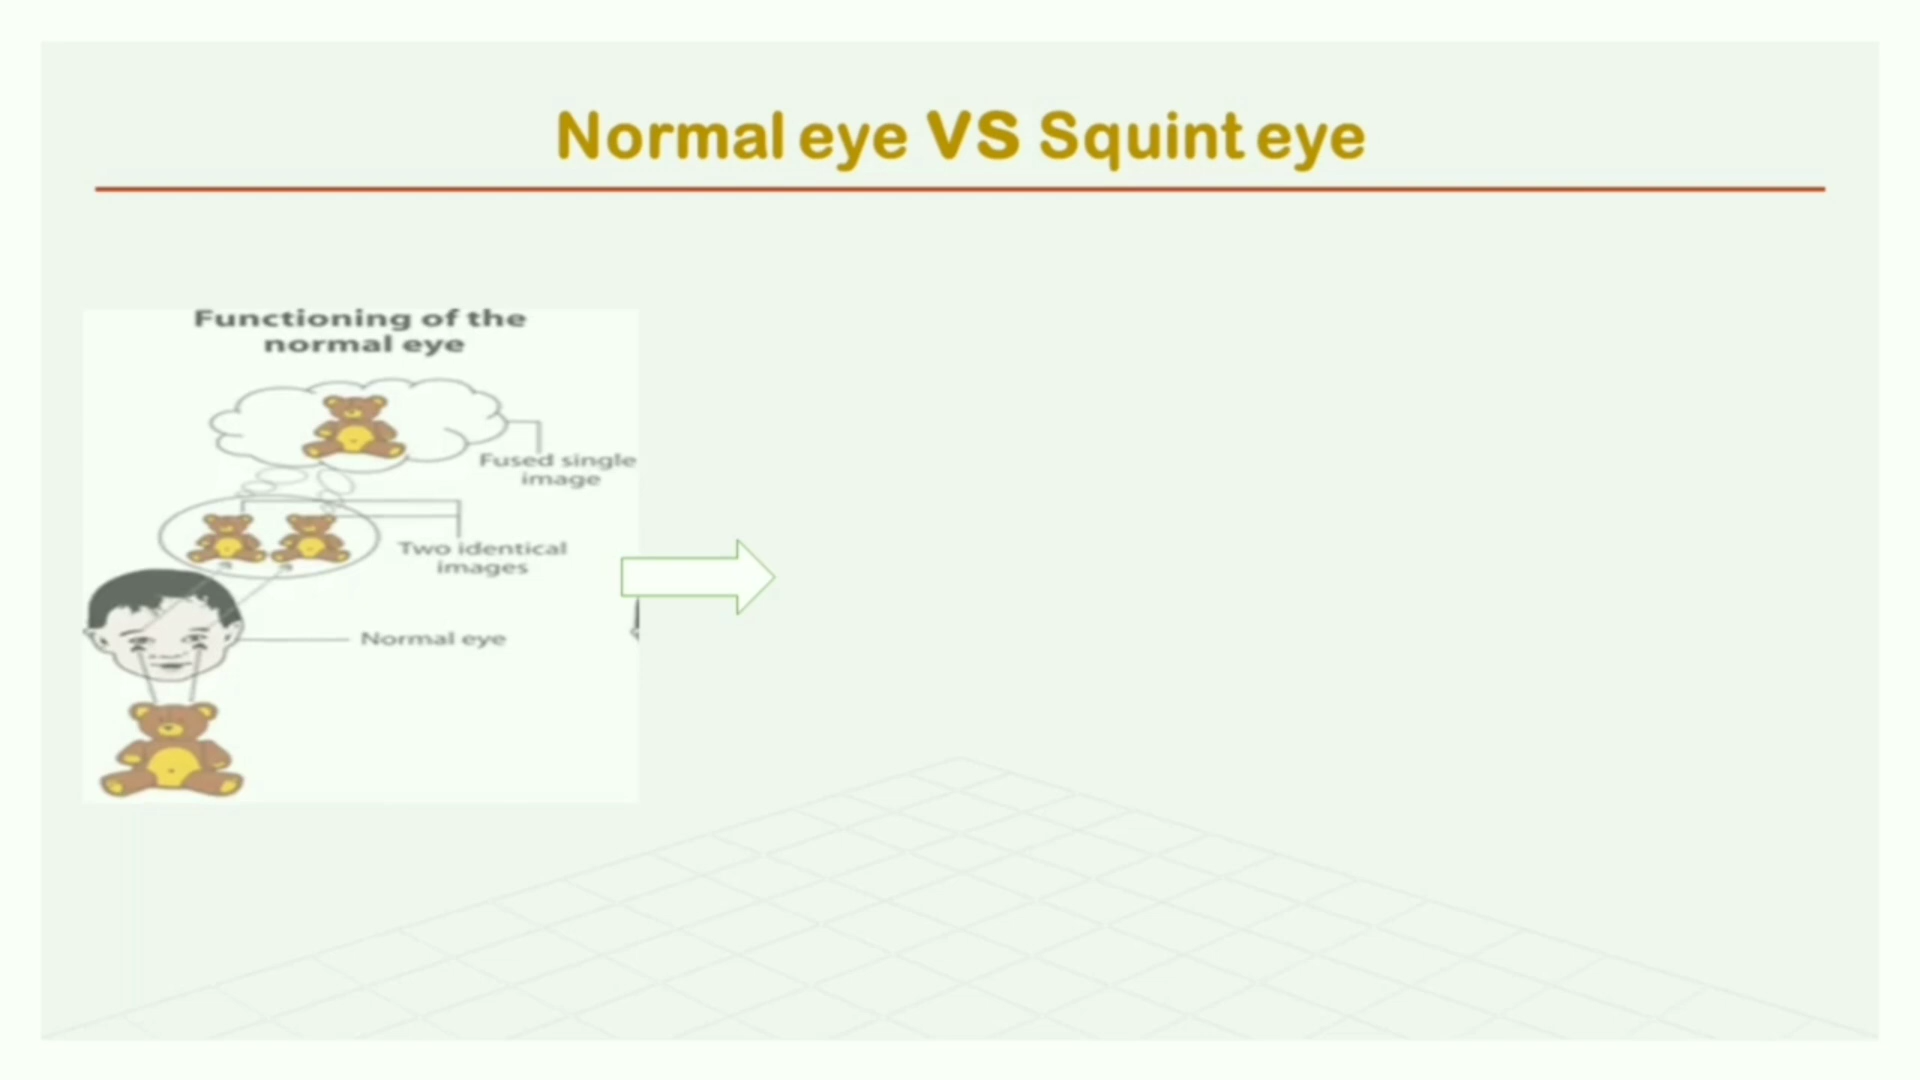 Normal eye VS Squint eye
Functioning of the
normal eye
Fused single
image
Two identical
images
Normal eye